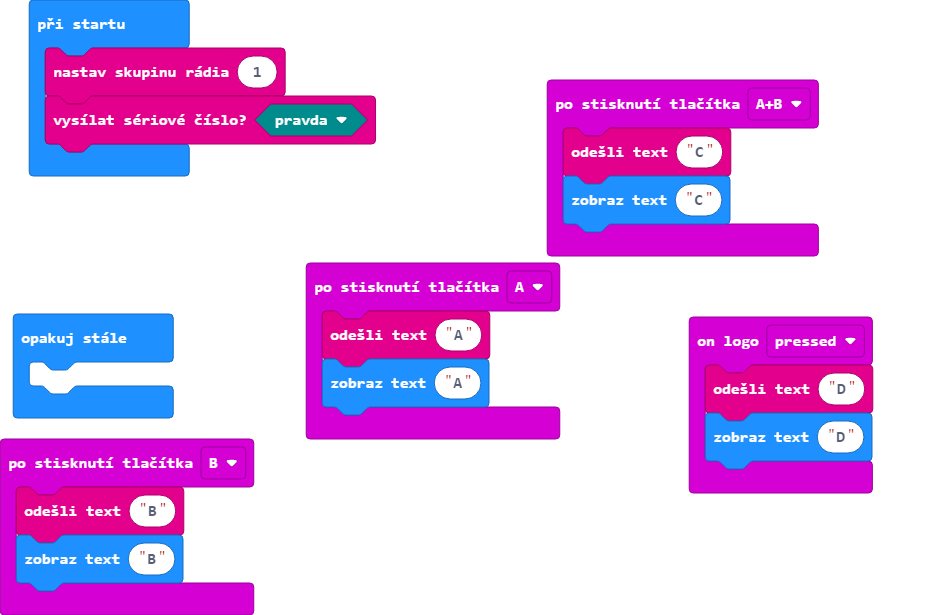 při startu
nastav skupinu rádia 1
vysílat sériové číslo? pravda
po stisknutí tlačítka A+B
odešli text "C"
zobraz text "C"
po stisknutí tlačítka A
odešli text "A"
zobraz text "A"
opakuj stále
on logo pressed
odešli text "D"
zobraz text "D"
po stisknutí tlačítka B
odešli text "B"
zobraz text "B"